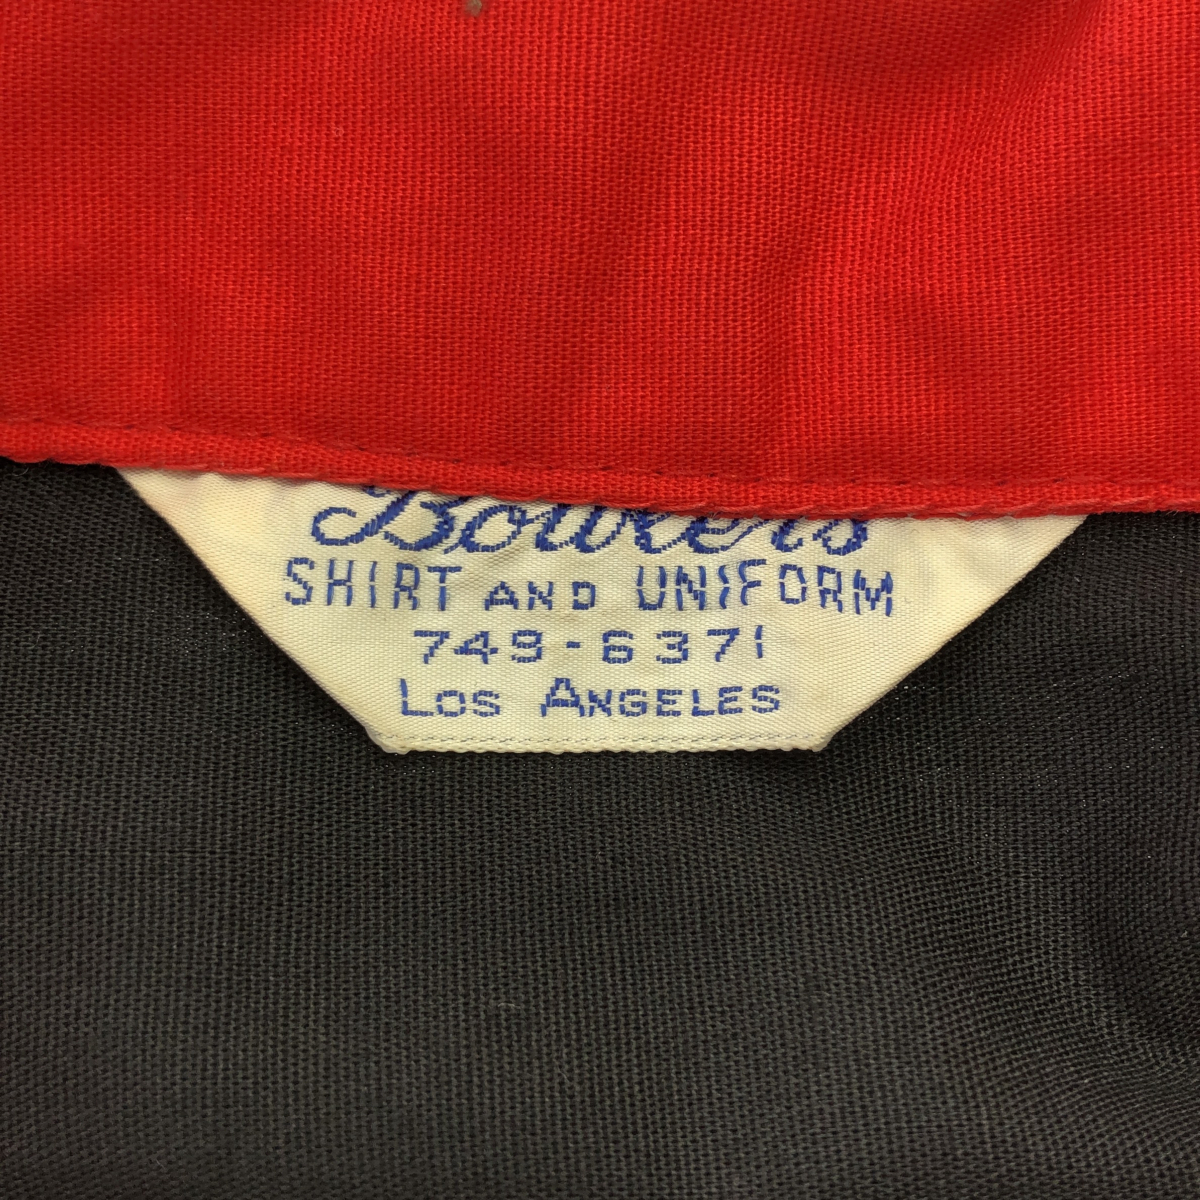 SHIRT AND UNIFORM
749-6371
LOS ANGELES